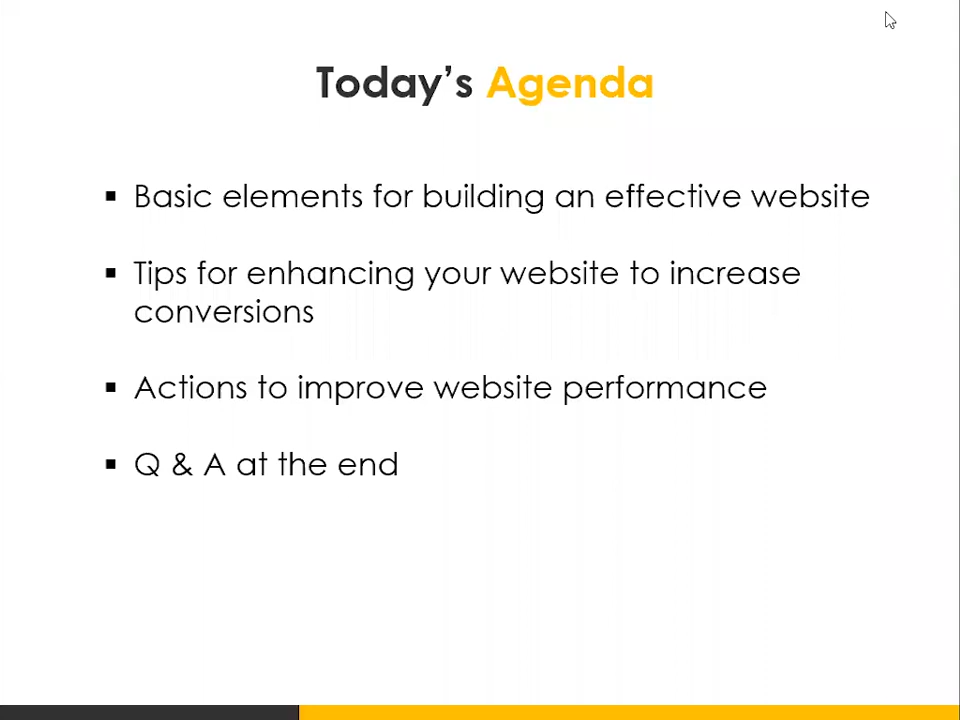 Today's Agenda
▪ Basic elements for building an effective website
▪ Tips for enhancing your website to increase
conversions
▪ Actions to improve website performance
▪ Q & A at the end